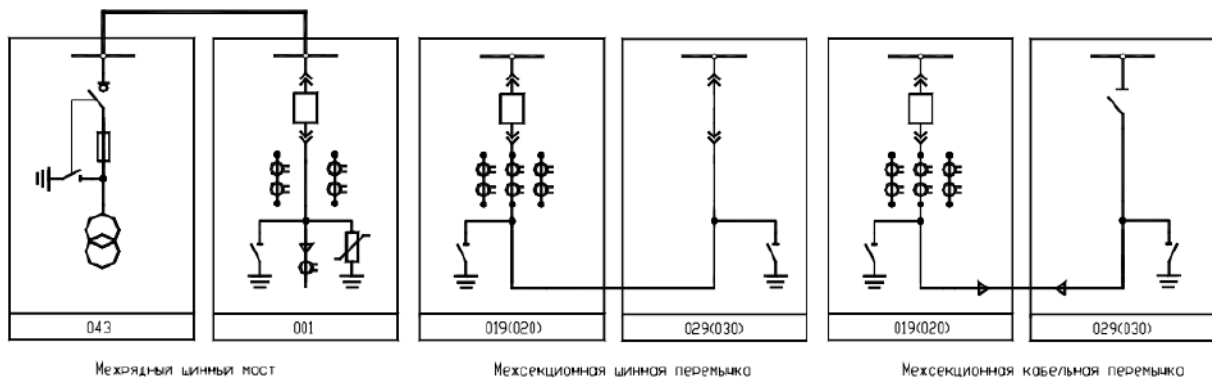 043 001 019(020) 029(030) 019(020) 029(030)
Межрядный шинный мост Межсекционная шинная перемычка Межсекционная кабельная перемычка